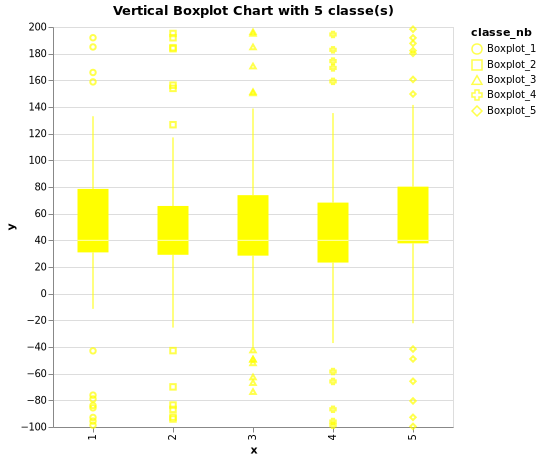 Vertical Boxplot Chart with 5 classe(s)
200
180
160
140
120
100
80
60
40
20
0
−20
−40
−60
−80
−100
y
1
2
3
4
5
x
classe_nb
Boxplot_1
Boxplot_2
Boxplot_3
Boxplot_4
Boxplot_5